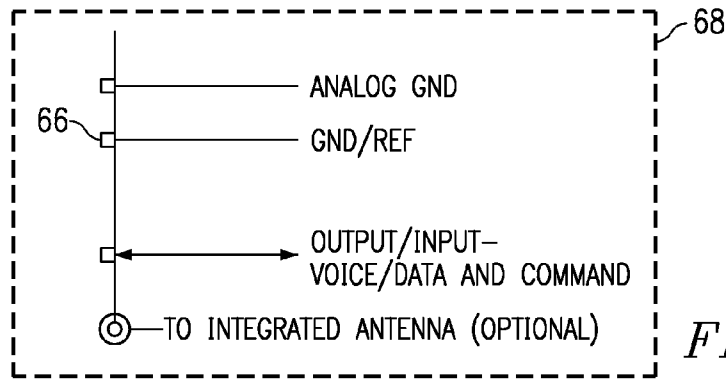 68
ANALOG GND
66
GND/REF
OUTPUT/INPUT-
VOICE/DATA AND COMMAND
TO INTEGRATED ANTENNA (OPTIONAL)